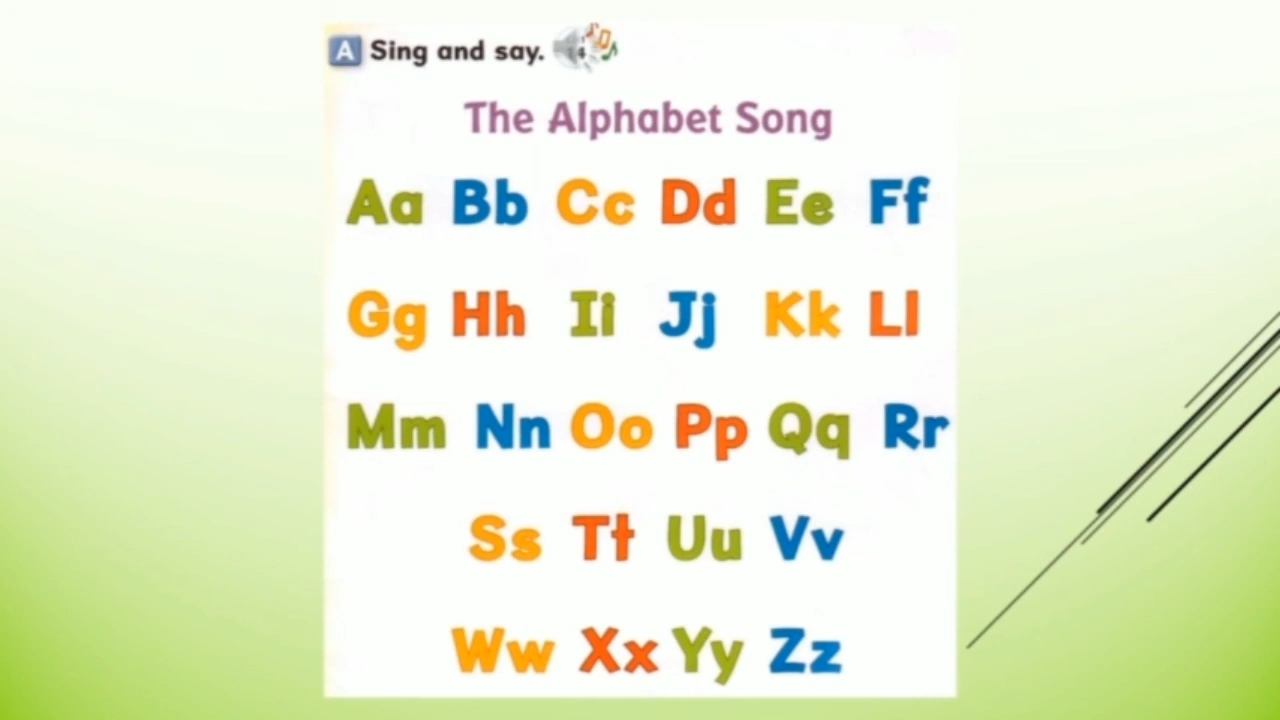 A Sing and say.
The Alphabet Song
Aa Bb Cc Dd Ee Ff
Gg Hh Ii Jj Kk Ll
Mm Nn Oo Pp Qq Rr
Ss Tt Uu Vv
Ww Xx Yy Zz